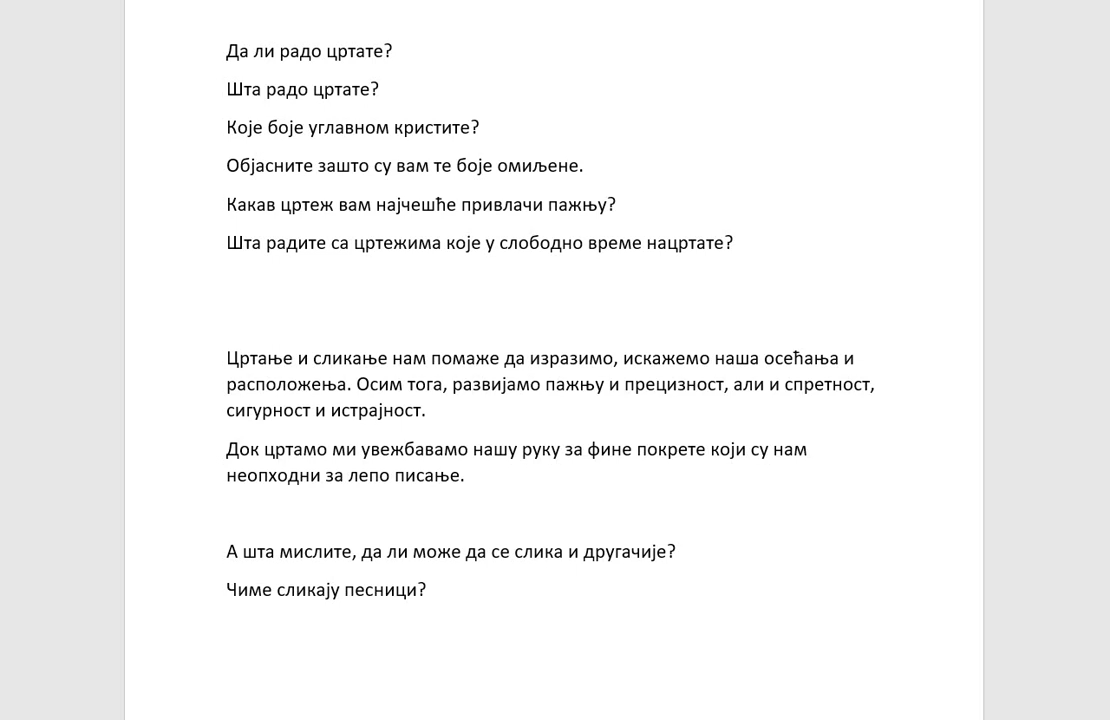 Да ли радо цртате?
Шта радо цртате?
Које боје углавном кристите?
Објасните зашто су вам те боје омиљене.
Какав цртеж вам најчешће привлачи пажњу?
Шта радите са цртежима које у слободно време нацртате?
Цртање и сликање нам помаже да изразимо, искажемо наша осећања и
расположења. Осим тога, развијамо пажњу и прецизност, али и спретност,
сигурност и истрајност.
Док цртамо ми увежбавамо нашу руку за фине покрете који су нам
неопходни за лепо писање.
А шта мислите, да ли може да се слика и другачије?
Чиме сликају песници?